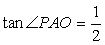 tan∠PAO = 1/2